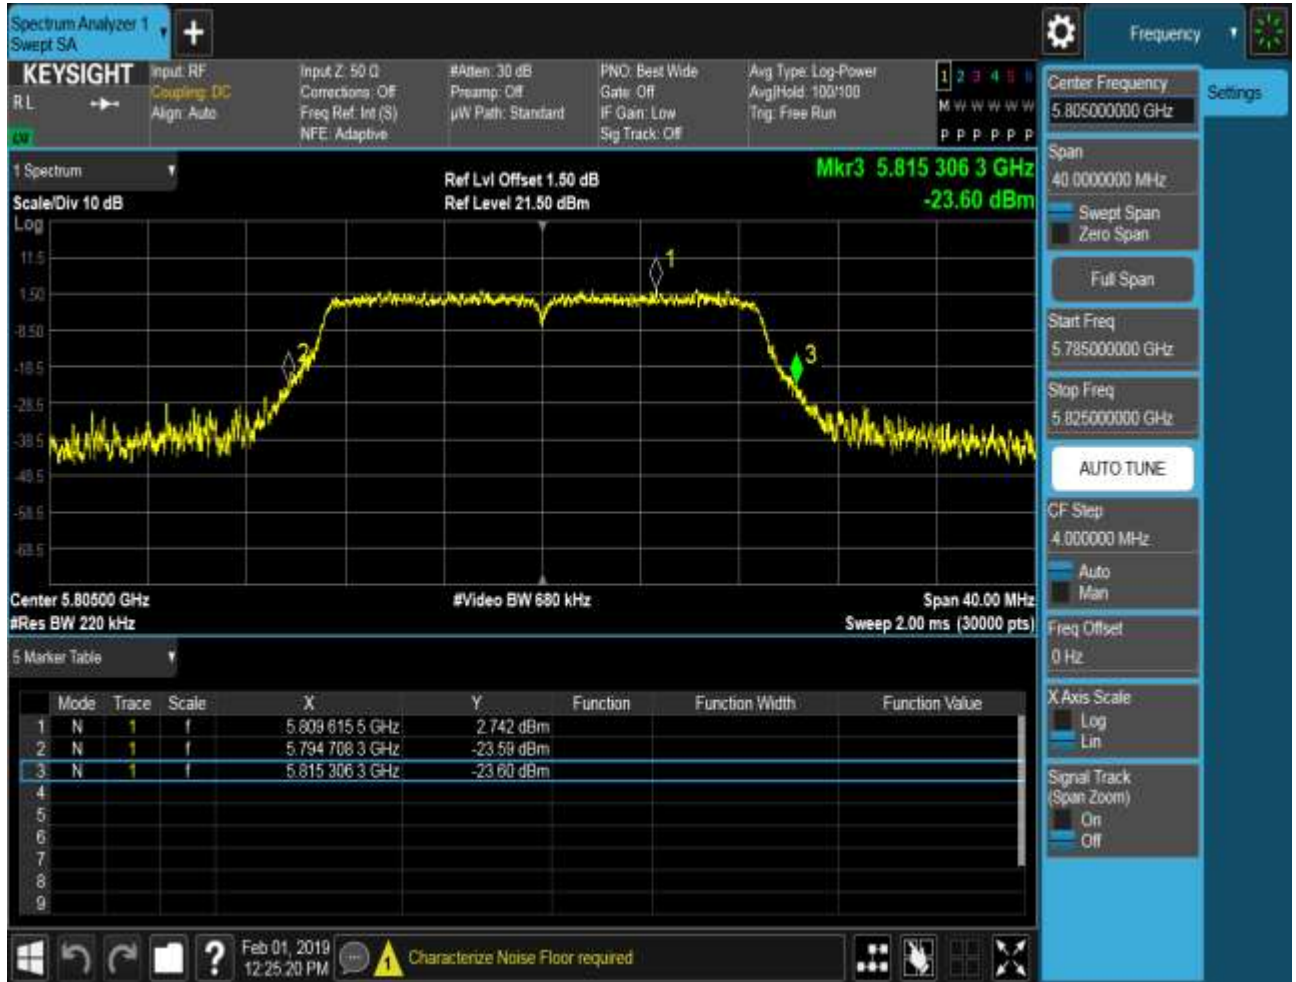 Spectrum Analyzer 1
Swept SA
Frequency
KEYSIGHT
RL
Input: RF
Coupling: DC
Align: Auto
Input Z: 50 Ω
Corrections: Off
Freq Ref: Int (S)
NFE: Adaptive
#Atten: 30 dB
Preamp: Off
µW Path: Standard
PNO: Best Wide
Gate: Off
IF Gain: Low
Sig Track: Off
Avg Type: Log-Power
Avg|Hold: 100/100
Trig: Free Run
1 2 3 4 5 6
M W W W W W
P P P P P P
1 Spectrum
Scale/Div 10 dB
Ref Lvl Offset 1.50 dB
Ref Level 21.50 dBm
Mkr3 5.815 306 3 GHz
-23.60 dBm
Log
11.5
1.50
-8.50
-18.5
-28.5
-38.5
-48.5
-58.5
-68.5
1
2
3
Center 5.80500 GHz
#Video BW 680 kHz
Span 40.00 MHz
#Res BW 220 kHz
Sweep 2.00 ms (30000 pts)
5 Marker Table
Mode Trace Scale X Y Function Function Width Function Value
1 N 1 f 5.809 615 5 GHz 2.742 dBm
2 N 1 f 5.794 708 3 GHz -23.59 dBm
3 N 1 f 5.815 306 3 GHz -23.60 dBm
4
5
6
7
8
9
Feb 01, 2019
12:25:20 PM
1
Characterize Noise Floor required
Center Frequency
5.805000000 GHz
Settings
Span
40.0000000 MHz
Swept Span
Zero Span
Full Span
Start Freq
5.785000000 GHz
Stop Freq
5.825000000 GHz
AUTO TUNE
CF Step
4.000000 MHz
Auto
Man
Freq Offset
0 Hz
X Axis Scale
Log
Lin
Signal Track
(Span Zoom)
On
Off